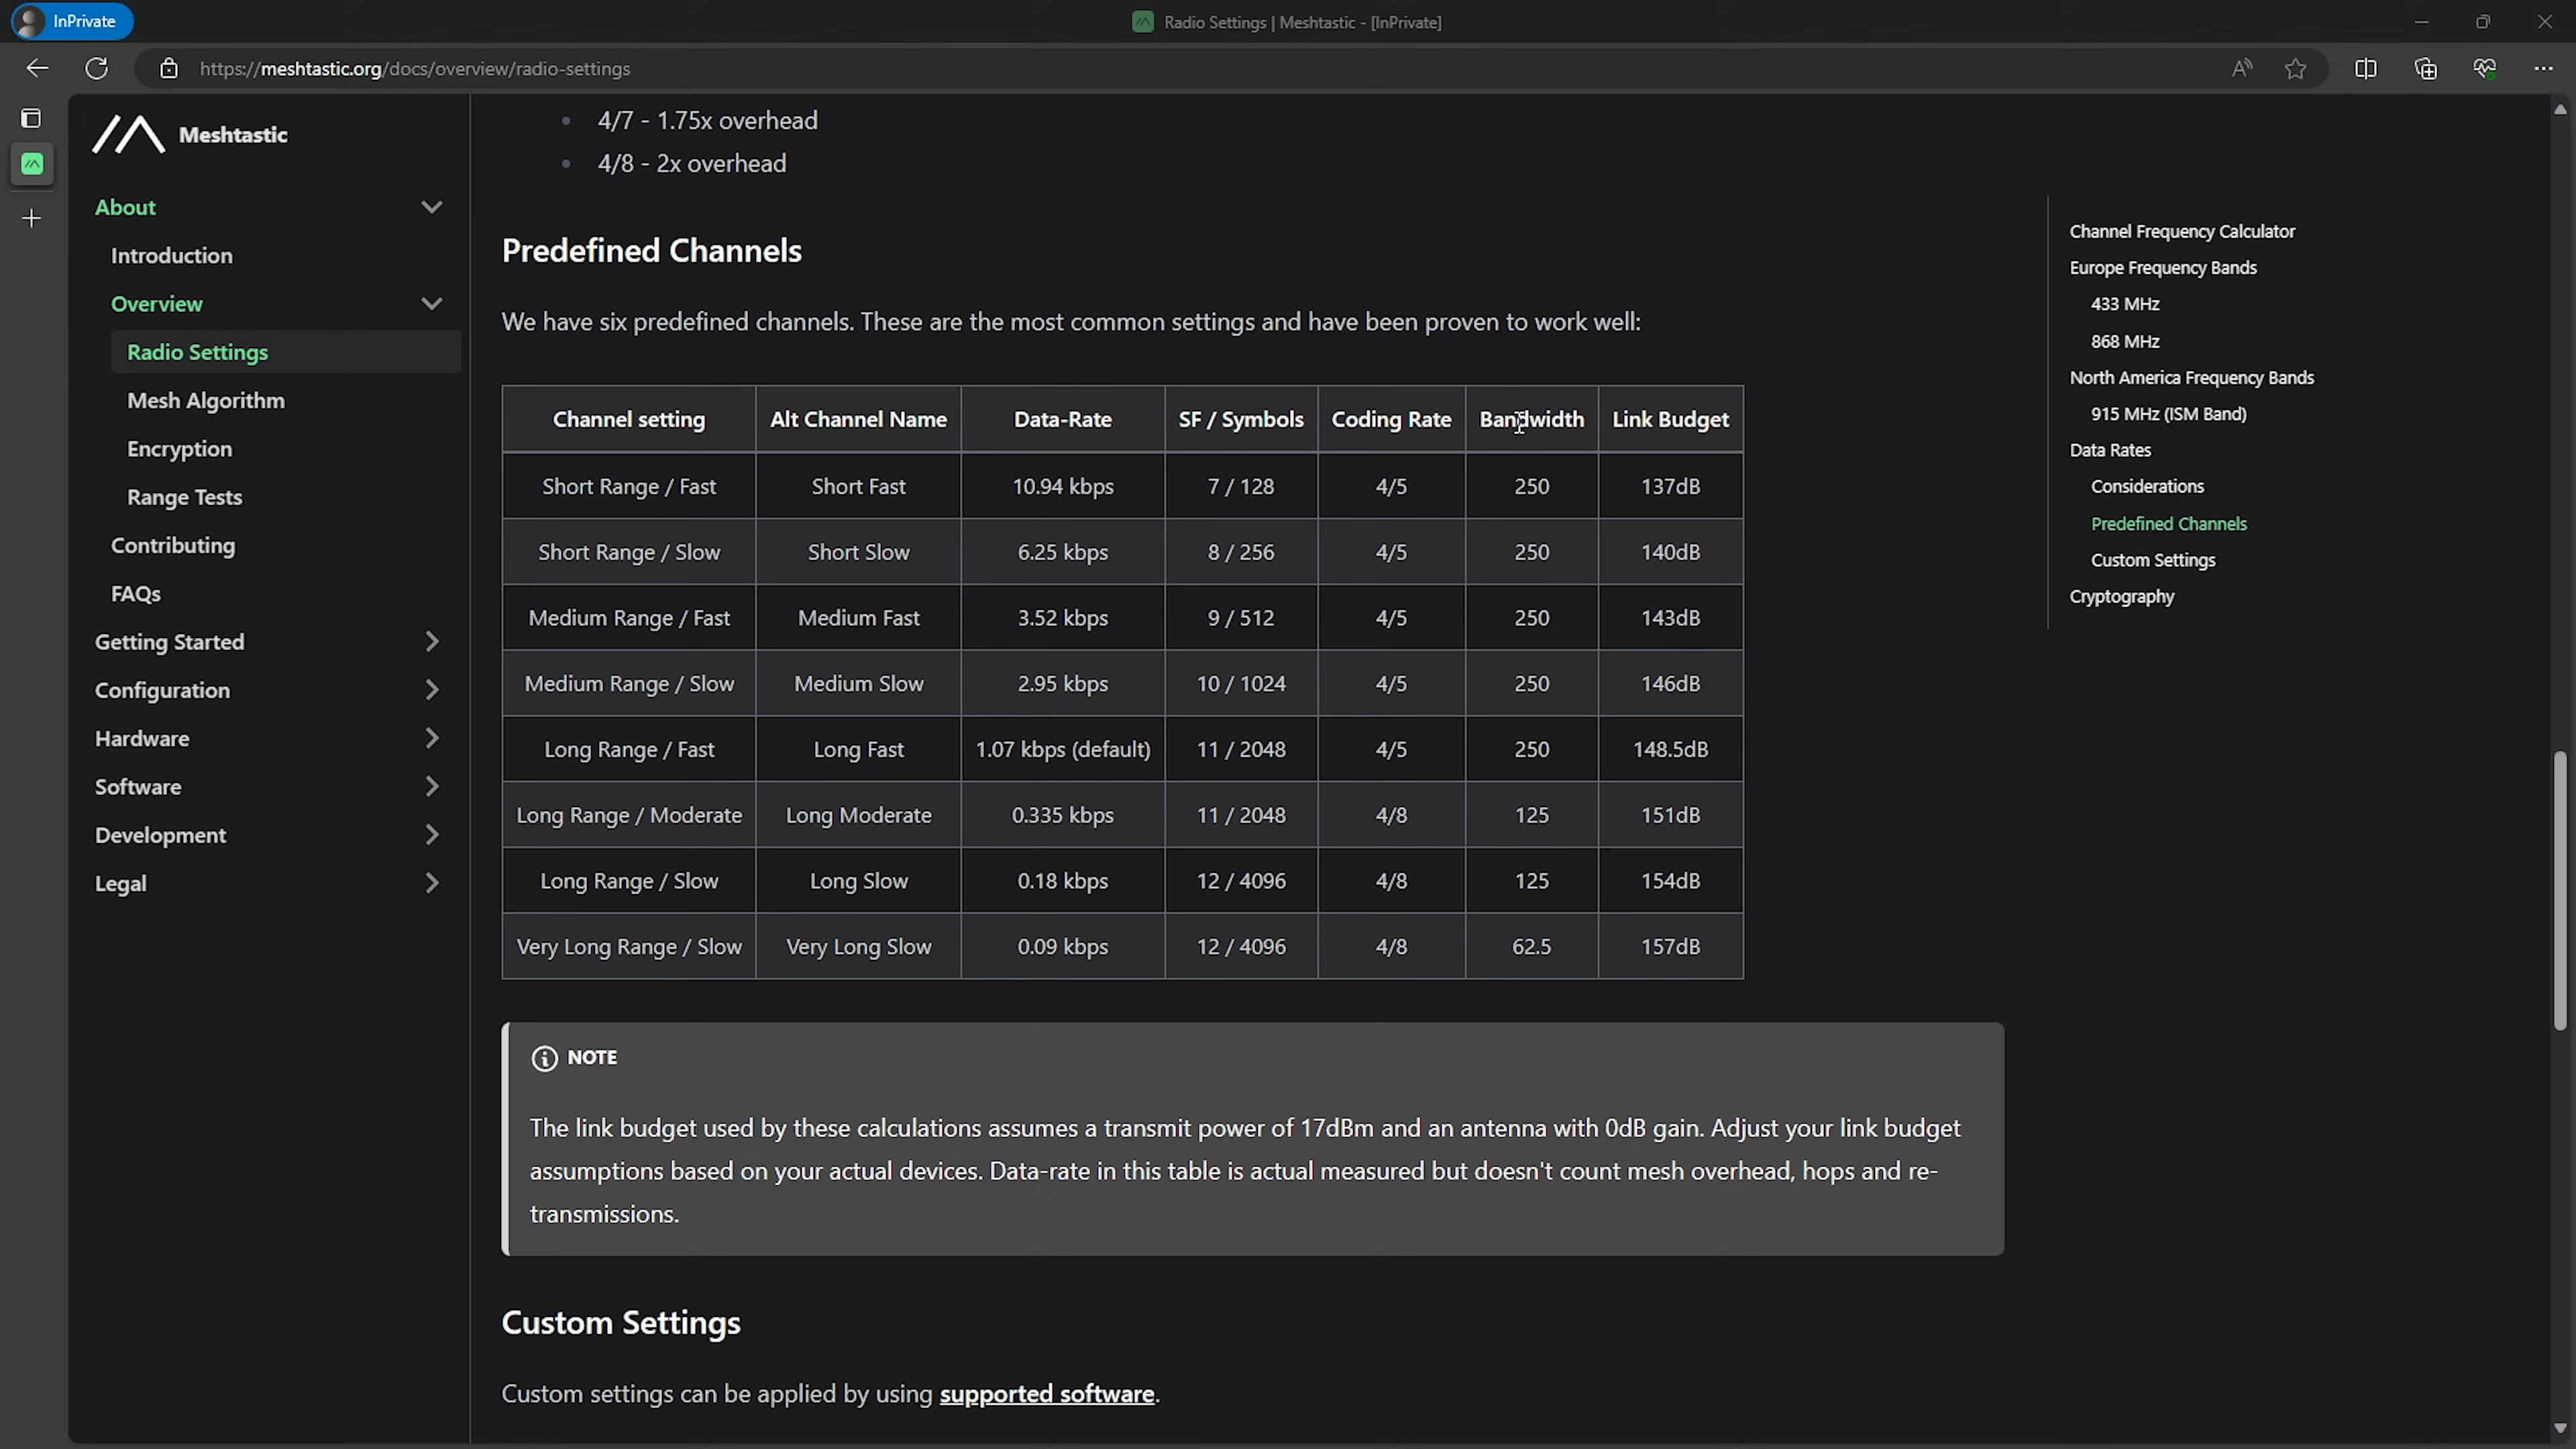 InPrivate
Radio Settings | Meshtastic - [InPrivate]
https://meshtastic.org/docs/overview/radio-settings
Meshtastic
About
Introduction
Overview
Radio Settings
Mesh Algorithm
Encryption
Range Tests
Contributing
FAQs
Getting Started
Configuration
Hardware
Software
Development
Legal
4/7 - 1.75x overhead
4/8 - 2x overhead
Predefined Channels
We have six predefined channels. These are the most common settings and have been proven to work well:
Channel setting Alt Channel Name Data-Rate SF / Symbols Coding Rate Bandwidth Link Budget
Short Range / Fast Short Fast 10.94 kbps 7 / 128 4/5 250 137dB
Short Range / Slow Short Slow 6.25 kbps 8 / 256 4/5 250 140dB
Medium Range / Fast Medium Fast 3.52 kbps 9 / 512 4/5 250 143dB
Medium Range / Slow Medium Slow 2.95 kbps 10 / 1024 4/5 250 146dB
Long Range / Fast Long Fast 1.07 kbps (default) 11 / 2048 4/5 250 148.5dB
Long Range / Moderate Long Moderate 0.335 kbps 11 / 2048 4/8 125 151dB
Long Range / Slow Long Slow 0.18 kbps 12 / 4096 4/8 125 154dB
Very Long Range / Slow Very Long Slow 0.09 kbps 12 / 4096 4/8 62.5 157dB
NOTE
The link budget used by these calculations assumes a transmit power of 17dBm and an antenna with 0dB gain. Adjust your link budget
assumptions based on your actual devices. Data-rate in this table is actual measured but doesn't count mesh overhead, hops and re-
transmissions.
Custom Settings
Custom settings can be applied by using supported software.
Channel Frequency Calculator
Europe Frequency Bands
433 MHz
868 MHz
North America Frequency Bands
915 MHz (ISM Band)
Data Rates
Considerations
Predefined Channels
Custom Settings
Cryptography